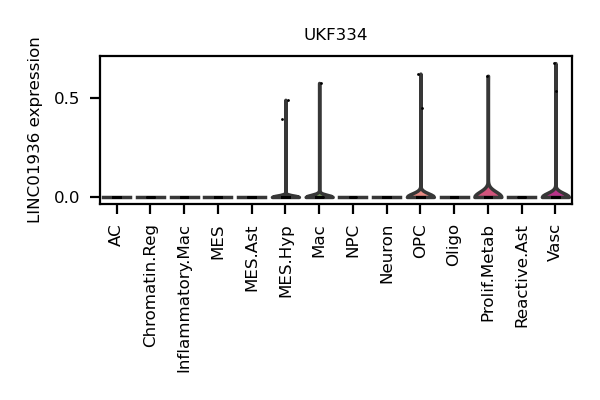 UKF334
LINC01936 expression
0.5
0.0
AC
Chromatin.Reg
Inflammatory.Mac
MES
MES.Ast
MES.Hyp
Mac
NPC
Neuron
OPC
Oligo
Prolif.Metab
Reactive.Ast
Vasc